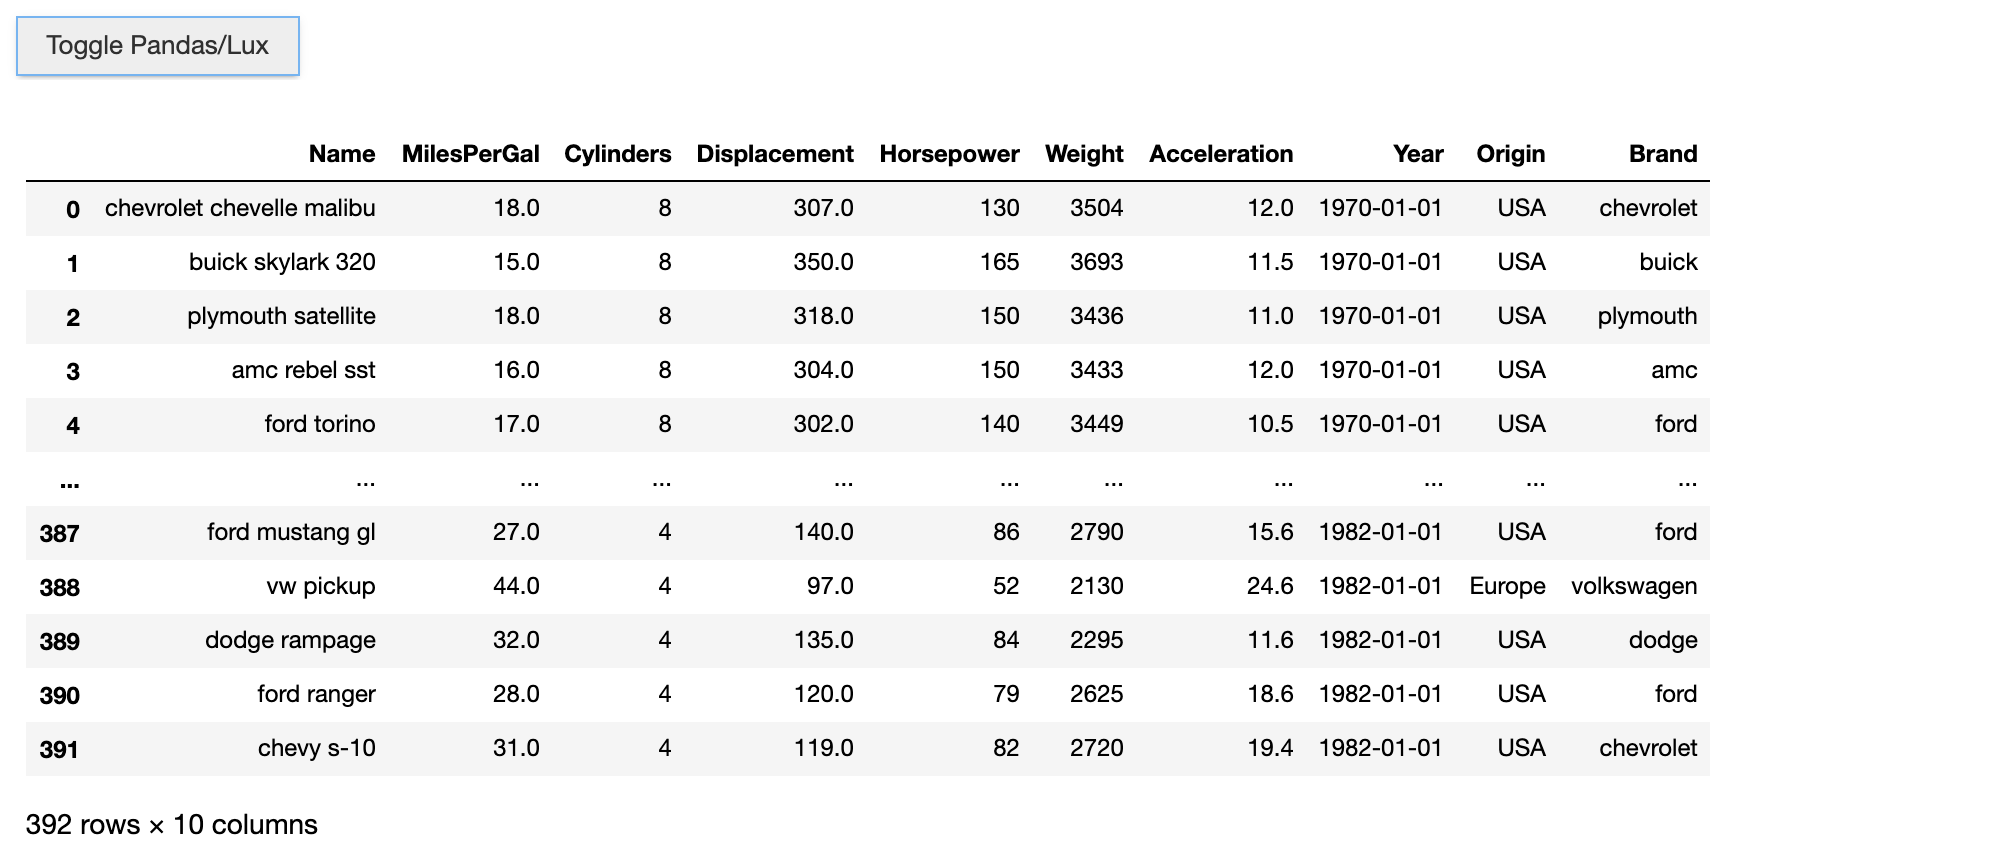 Toggle Pandas/Lux
Name MilesPerGal Cylinders Displacement Horsepower Weight Acceleration Year Origin Brand
0 chevrolet chevelle malibu 18.0 8 307.0 130 3504 12.0 1970-01-01 USA chevrolet
1 buick skylark 320 15.0 8 350.0 165 3693 11.5 1970-01-01 USA buick
2 plymouth satellite 18.0 8 318.0 150 3436 11.0 1970-01-01 USA plymouth
3 amc rebel sst 16.0 8 304.0 150 3433 12.0 1970-01-01 USA amc
4 ford torino 17.0 8 302.0 140 3449 10.5 1970-01-01 USA ford
... ... ... ... ... ... ... ... ... ... ...
387 ford mustang gl 27.0 4 140.0 86 2790 15.6 1982-01-01 USA ford
388 vw pickup 44.0 4 97.0 52 2130 24.6 1982-01-01 Europe volkswagen
389 dodge rampage 32.0 4 135.0 84 2295 11.6 1982-01-01 USA dodge
390 ford ranger 28.0 4 120.0 79 2625 18.6 1982-01-01 USA ford
391 chevy s-10 31.0 4 119.0 82 2720 19.4 1982-01-01 USA chevrolet
392 rows × 10 columns